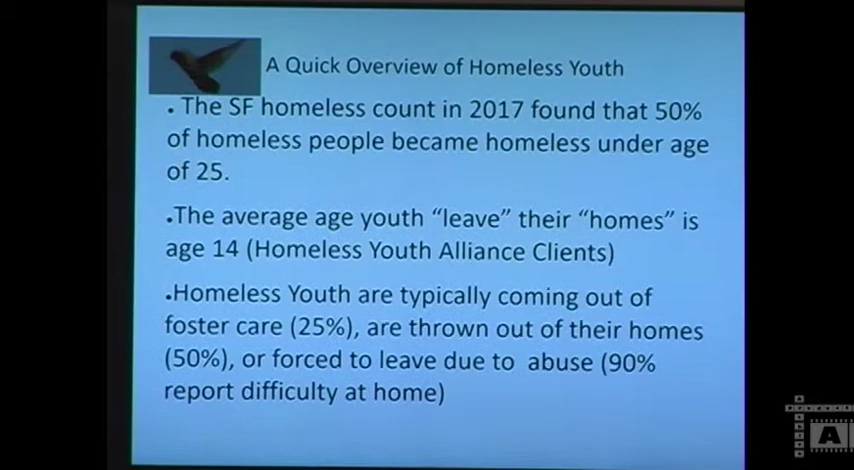 A Quick Overview of Homeless Youth
• The SF homeless count in 2017 found that 50%
of homeless people became homeless under age
of 25.
•The average age youth “leave” their “homes” is
age 14 (Homeless Youth Alliance Clients)
•Homeless Youth are typically coming out of
foster care (25%), are thrown out of their homes
(50%), or forced to leave due to  abuse (90%
report difficulty at home)
A